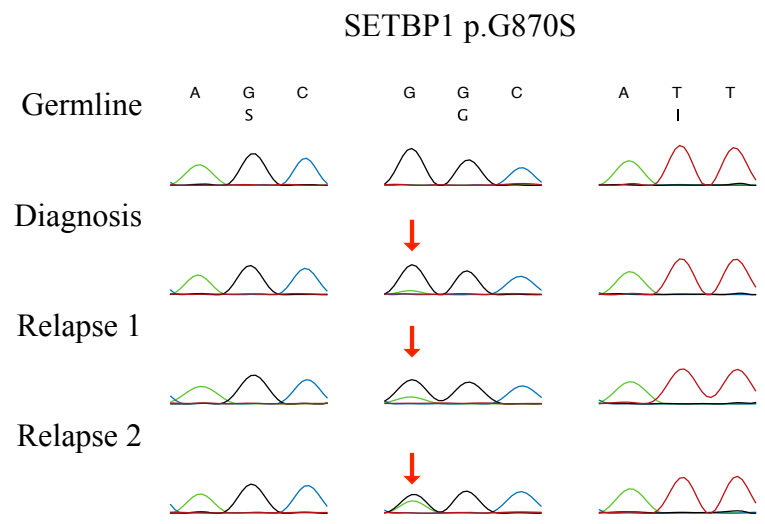 SETBP1 p.G870S
Germline
A G C G G C A T T
S G I
Diagnosis
Relapse 1
Relapse 2